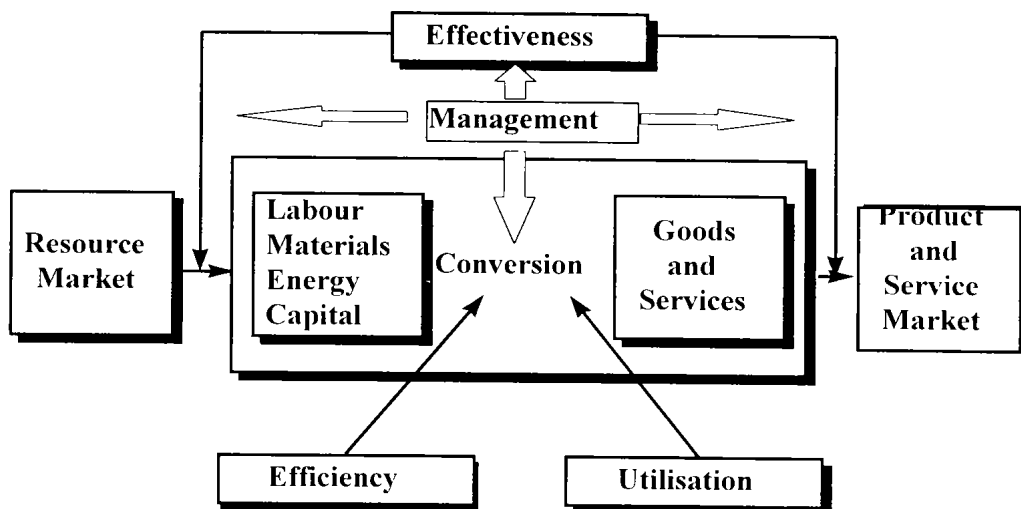 Effectiveness
Management
Resource
Market
Labour
Materials
Energy
Capital
Conversion
Goods
and
Services
Product
and
Service
Market
Efficiency
Utilisation